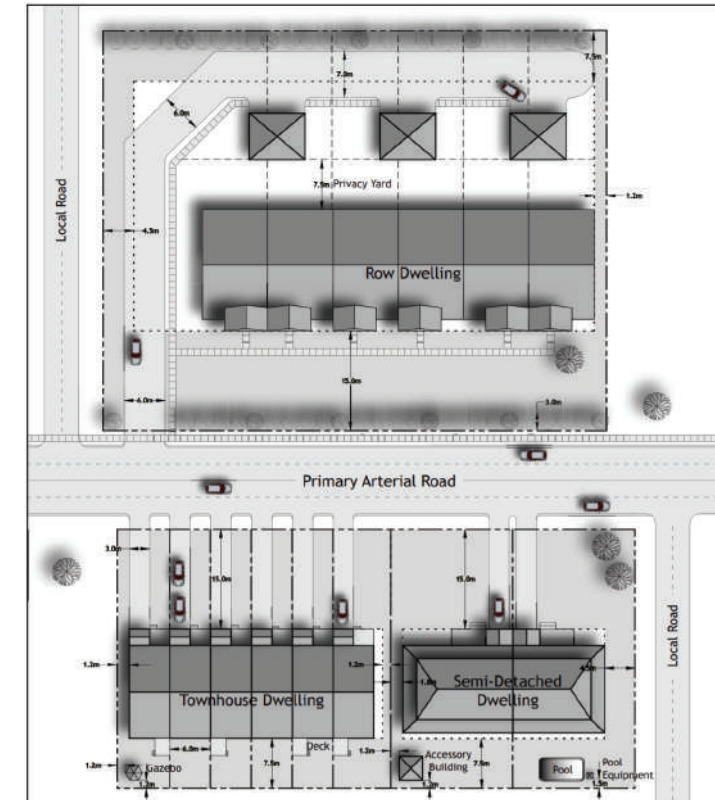 7.5m
7.0m
6.0m
7.5m Privacy Yard
1.2m
Local Road
4.5m
Row Dwelling
6.0m
15.0m
3.0m
Primary Arterial Road
3.0m
15.0m
15.0m
Local Road
1.2m
1.2m
1.8m
4.5m
Townhouse Dwelling
Semi-Detached
Dwelling
6.0m
Deck
1.2m
Accessory
Building
7.5m
7.5m
1.2m
Gazebo
Pool
Pool
Equipment
1.2m
1.2m
1.5m